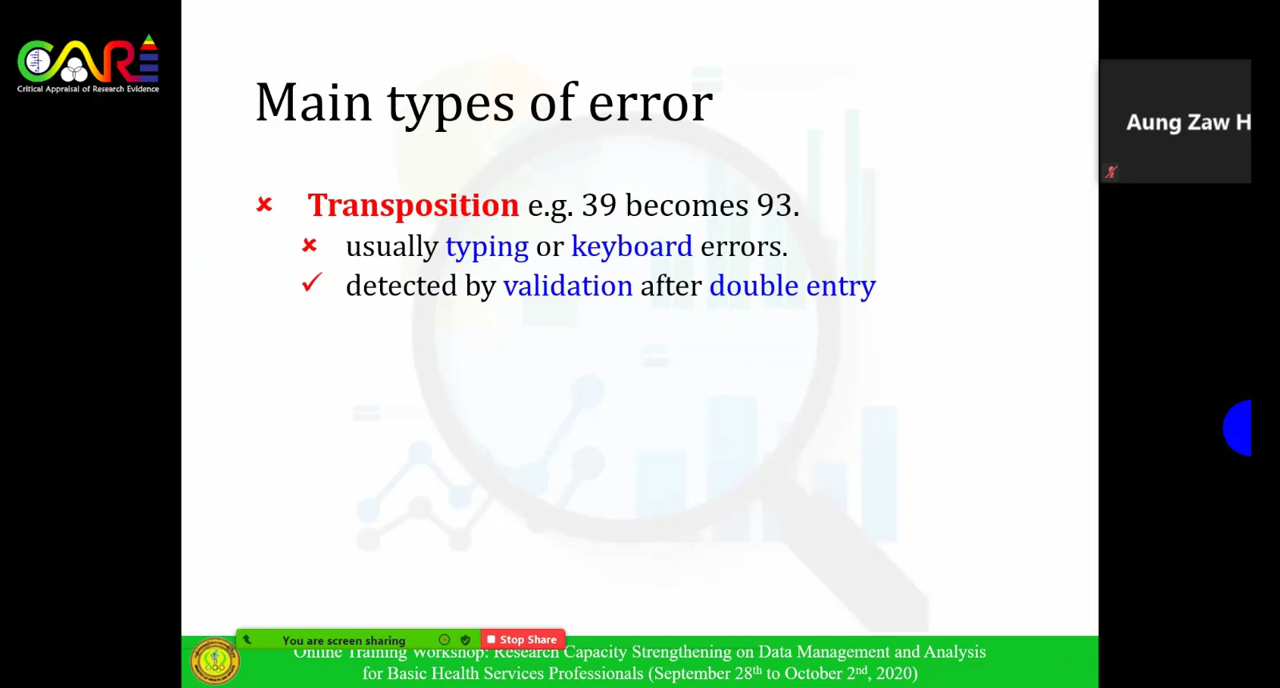 CARE
Critical Appraisal of Research Evidence
Main types of error
Transposition e.g. 39 becomes 93.
usually typing or keyboard errors.
detected by validation after double entry
Aung Zaw H
You are screen sharing
Stop Share
Online Training Workshop: Research Capacity Strengthening on Data Management and Analysis
for Basic Health Services Professionals (September 28th to October 2nd, 2020)